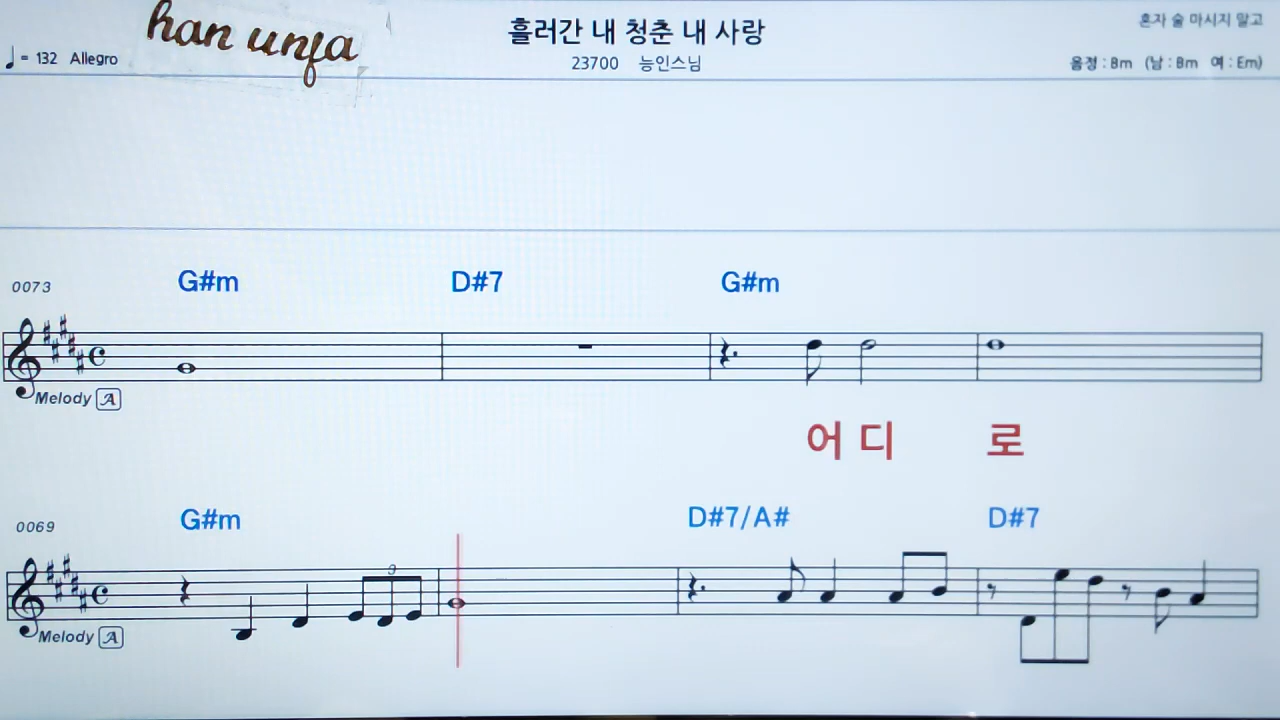 han unfa
흘러간 내 청춘 내 사랑
혼자 술 마시지 말고
♩ = 132 Allegro
23700 능인스님
음정 : Bm (남 : Bm 여 : Em)
0073
G#m D#7 G#m
Melody A
어 디 로
0069
G#m D#7/A# D#7
Melody A